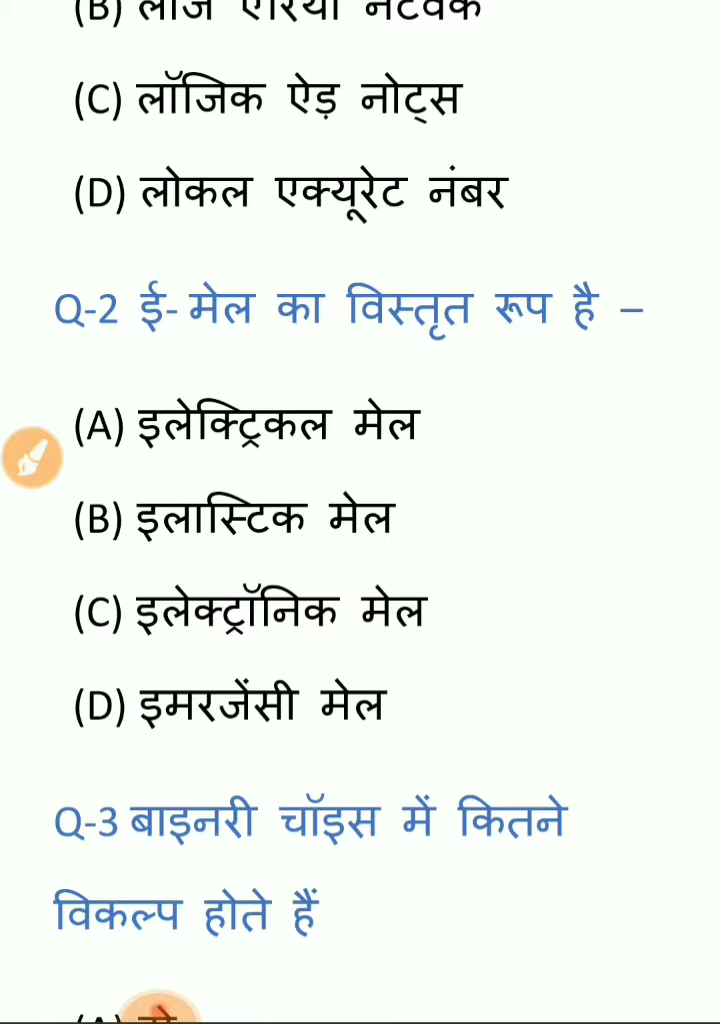 (B) लार्ज एरिया नेटवर्क
(C) लॉजिक ऐड़ नोट्स
(D) लोकल एक्यूरेट नंबर
Q-2 ई- मेल का विस्तृत रूप है –
(A) इलेक्ट्रिकल मेल
(B) इलास्टिक मेल
(C) इलेक्ट्रॉनिक मेल
(D) इमरजेंसी मेल
Q-3 बाइनरी चॉइस में कितने
विकल्प होते हैं